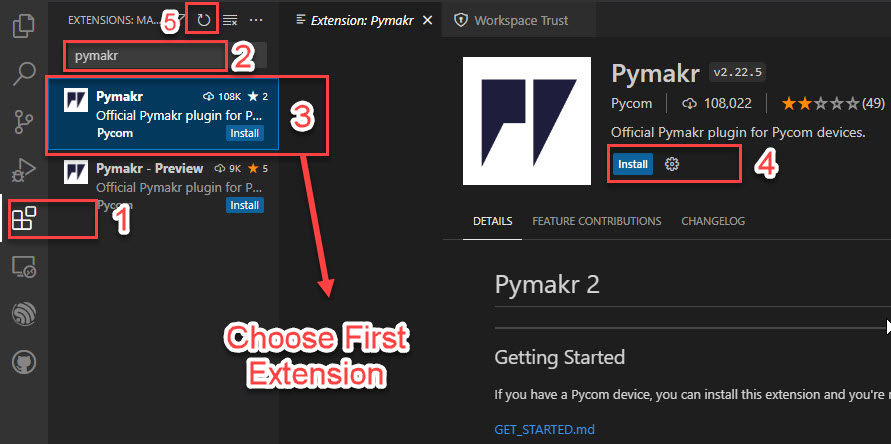 EXTENSIONS: MA...
5
pymakr
2
Pymakr
108K
2
Official Pymakr plugin for P...
Pycom
Install
3
Pymakr - Preview
9K
5
Official Pymakr plugin for P...
Pycom
Install
1
Choose First
Extension
Extension: Pymakr
Workspace Trust
Pymakr v2.22.5
Pycom
108,022
(49)
Official Pymakr plugin for Pycom devices.
Install
4
DETAILS
FEATURE CONTRIBUTIONS
CHANGELOG
Pymakr 2
Getting Started
If you have a Pycom device, you can install this extension and you're
GET_STARTED.md